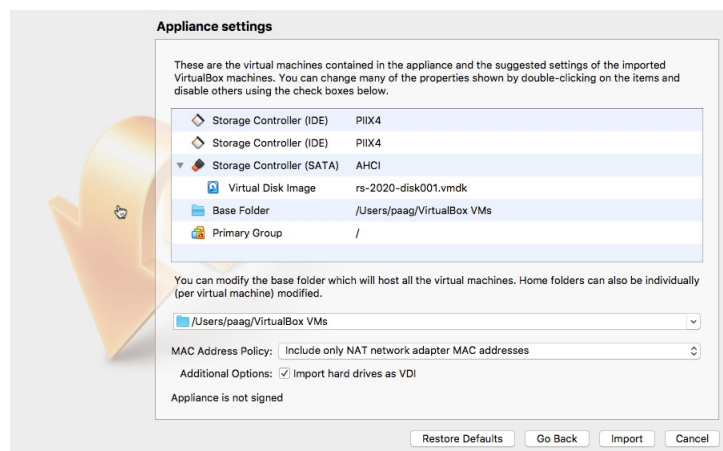 Appliance settings
These are the virtual machines contained in the appliance and the suggested settings of the imported
VirtualBox machines. You can change many of the properties shown by double-clicking on the items and
disable others using the check boxes below.
Storage Controller (IDE) PIIX4
Storage Controller (IDE) PIIX4
Storage Controller (SATA) AHCI
Virtual Disk Image rs-2020-disk001.vmdk
Base Folder /Users/paag/VirtualBox VMs
Primary Group /
You can modify the base folder which will host all the virtual machines. Home folders can also be individually
(per virtual machine) modified.
/Users/paag/VirtualBox VMs
MAC Address Policy: Include only NAT network adapter MAC addresses
Additional Options: Import hard drives as VDI
Appliance is not signed
Restore Defaults Go Back Import Cancel